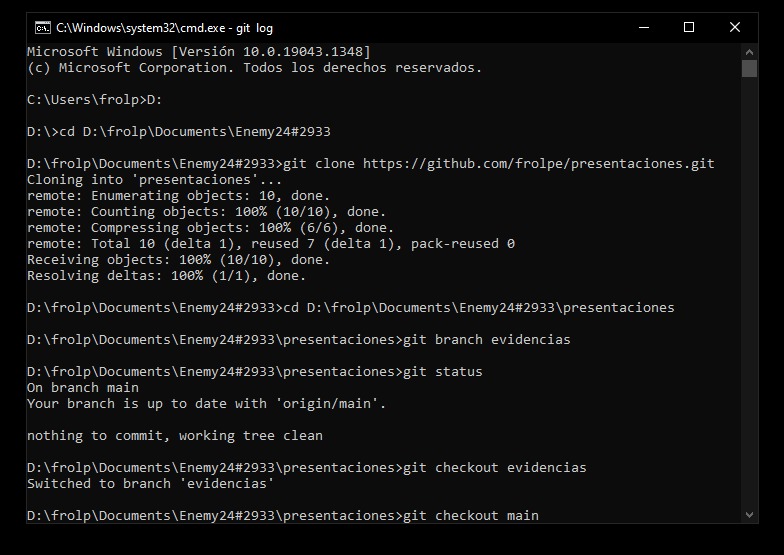 C:\Windows\system32\cmd.exe - git log
Microsoft Windows [Versión 10.0.19043.1348]
(c) Microsoft Corporation. Todos los derechos reservados.
C:\Users\frolp>D:
D:\>cd D:\frolp\Documents\Enemy24#2933
D:\frolp\Documents\Enemy24#2933>git clone https://github.com/frolpe/presentaciones.git
Cloning into 'presentaciones'...
remote: Enumerating objects: 10, done.
remote: Counting objects: 100% (10/10), done.
remote: Compressing objects: 100% (6/6), done.
remote: Total 10 (delta 1), reused 7 (delta 1), pack-reused 0
Receiving objects: 100% (10/10), done.
Resolving deltas: 100% (1/1), done.
D:\frolp\Documents\Enemy24#2933>cd D:\frolp\Documents\Enemy24#2933\presentaciones
D:\frolp\Documents\Enemy24#2933\presentaciones>git branch evidencias
D:\frolp\Documents\Enemy24#2933\presentaciones>git status
On branch main
Your branch is up to date with 'origin/main'.
nothing to commit, working tree clean
D:\frolp\Documents\Enemy24#2933\presentaciones>git checkout evidencias
Switched to branch 'evidencias'
D:\frolp\Documents\Enemy24#2933\presentaciones>git checkout main